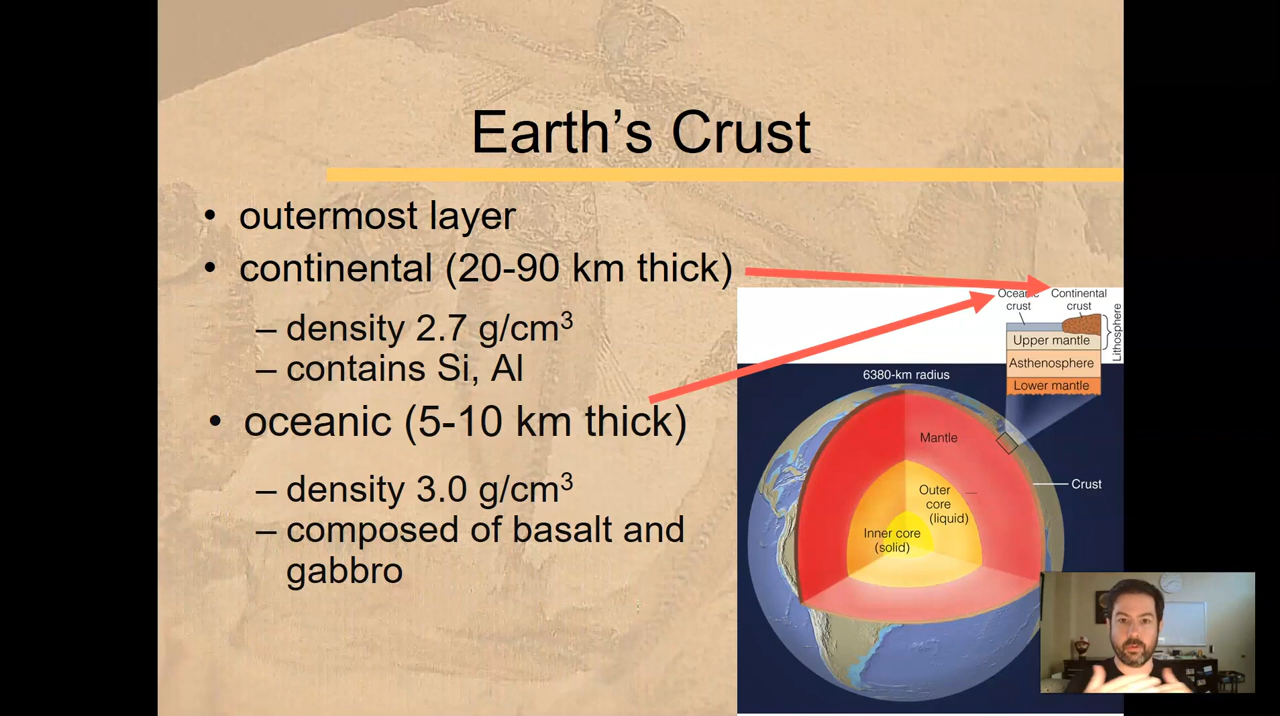 Earth’s Crust
• outermost layer
• continental (20-90 km thick)
– density 2.7 g/cm³
– contains Si, Al
• oceanic (5-10 km thick)
– density 3.0 g/cm³
– composed of basalt and
gabbro
Continental
crust
crust
Upper mantle
Lithosphere
Asthenosphere
Lower mantle
6380-km radius
Mantle
Outer
core
(liquid)
Crust
Inner core
(solid)